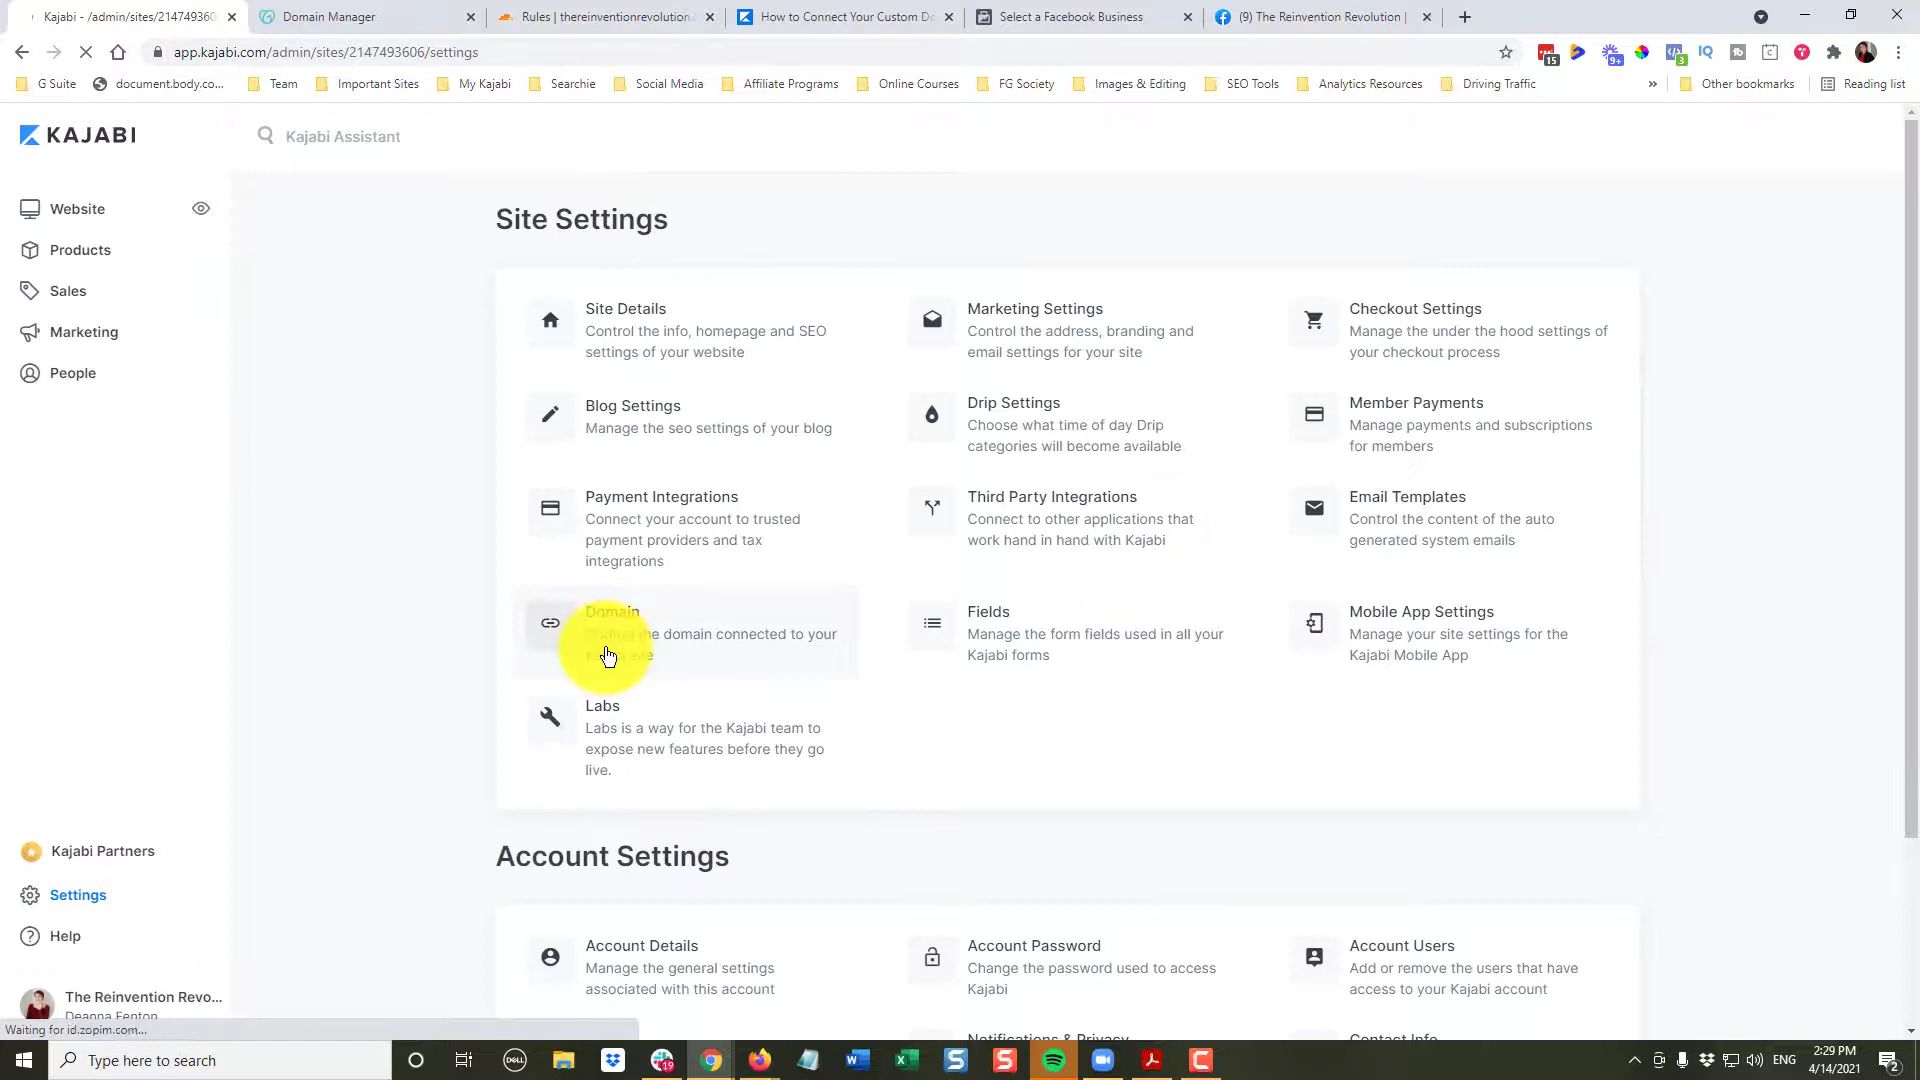 Kajabi - /admin/sites/214749360
Domain Manager
Rules | thereinventionrevolution.
How to Connect Your Custom Do
Select a Facebook Business
(9) The Reinvention Revolution |
app.kajabi.com/admin/sites/2147493606/settings
15
9+
3
IQ
G Suite
document.body.co...
Team
Important Sites
My Kajabi
Searchie
Social Media
Affiliate Programs
Online Courses
FG Society
Images & Editing
SEO Tools
Analytics Resources
Driving Traffic
»
Other bookmarks
Reading list
KAJABI
Kajabi Assistant
Website
Products
Sales
Marketing
People
Kajabi Partners
Settings
Help
The Reinvention Revo...
Deanna Fenton
Waiting for id.zopim.com...
Site Settings
Site Details
Control the info, homepage and SEO
settings of your website
Marketing Settings
Control the address, branding and
email settings for your site
Checkout Settings
Manage the under the hood settings of
your checkout process
Blog Settings
Manage the seo settings of your blog
Drip Settings
Choose what time of day Drip
categories will become available
Member Payments
Manage payments and subscriptions
for members
Payment Integrations
Connect your account to trusted
payment providers and tax
integrations
Third Party Integrations
Connect to other applications that
work hand in hand with Kajabi
Email Templates
Control the content of the auto
generated system emails
Domain
the domain connected to your
Fields
Manage the form fields used in all your
Kajabi forms
Mobile App Settings
Manage your site settings for the
Kajabi Mobile App
Labs
Labs is a way for the Kajabi team to
expose new features before they go
live.
Account Settings
Account Details
Manage the general settings
associated with this account
Account Password
Change the password used to access
Kajabi
Account Users
Add or remove the users that have
access to your Kajabi account
Notifications & Privacy
Contact Info
Type here to search
DELL
19
ENG
2:29 PM
4/14/2021
2